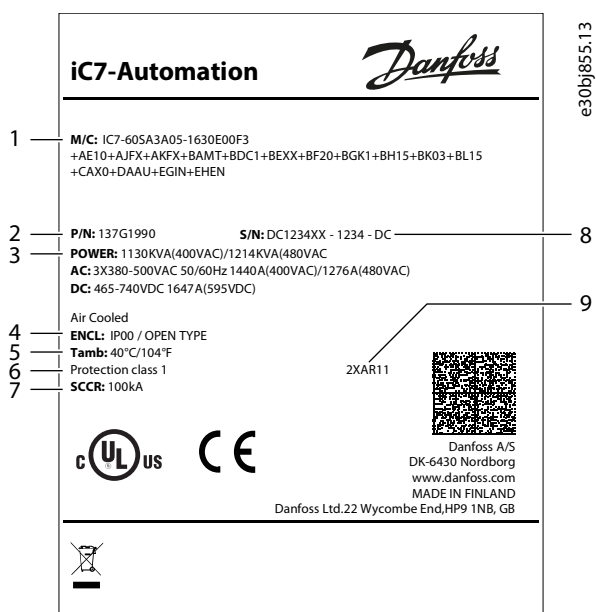 iC7-Automation
Danfoss
e30bj855.13
1
M/C: IC7-60SA3A05-1630E00F3
+AE10+AJFX+AKFX+BAMT+BDC1+BEXX+BF20+BGK1+BH15+BK03+BL15
+CAX0+DAAU+EGIN+EHEN
2 P/N: 137G1990 S/N: DC1234XX - 1234 - DC 8
3 POWER: 1130KVA(400VAC)/1214KVA(480VAC
AC: 3X380-500VAC 50/60Hz 1440A(400VAC)/1276A(480VAC)
DC: 465-740VDC 1647A(595VDC)
9
Air Cooled
4 ENCL: IP00 / OPEN TYPE
5 Tamb: 40°C/104°F
6 Protection class 1 2XAR11
7 SCCR: 100kA
C UL US CE
®
Danfoss A/S
DK-6430 Nordborg
www.danfoss.com
MADE IN FINLAND
Danfoss Ltd.22 Wycombe End,HP9 1NB, GB